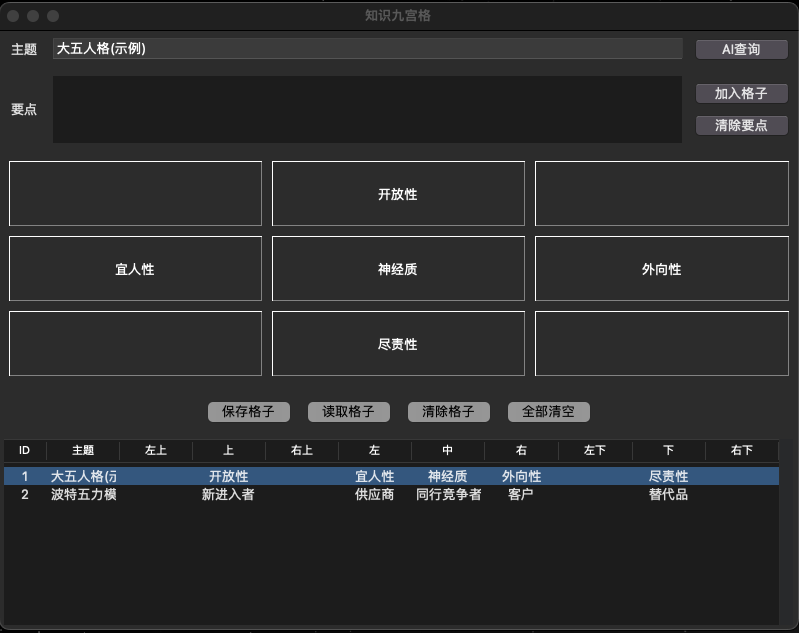 知识九宫格
主题 大五人格(示例) AI查询
要点 加入格子
清除要点
开放性
宜人性 神经质 外向性
尽责性
保存格子 读取格子 清除格子 全部清空
ID 主题 左上 上 右上 左 中 右 左下 下 右下
1 大五人格(示 开放性 宜人性 神经质 外向性 尽责性
2 波特五力模 新进入者 供应商 同行竞争者 客户 替代品